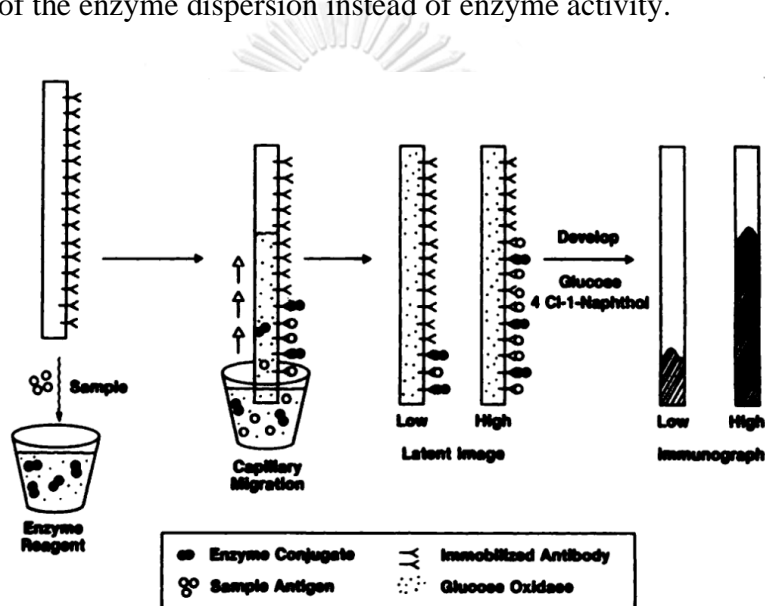 of the enzyme dispersion instead of enzyme activity.
Sample
Enzyme
Reagent
Capillary
Migration
Low High
Latent Image
Develop
Glucose
4 Cl-1-Naphthol
Low High
Immunograph
Enzyme Conjugate
Immobilized Antibody
Sample Antigen
Glucose Oxidase